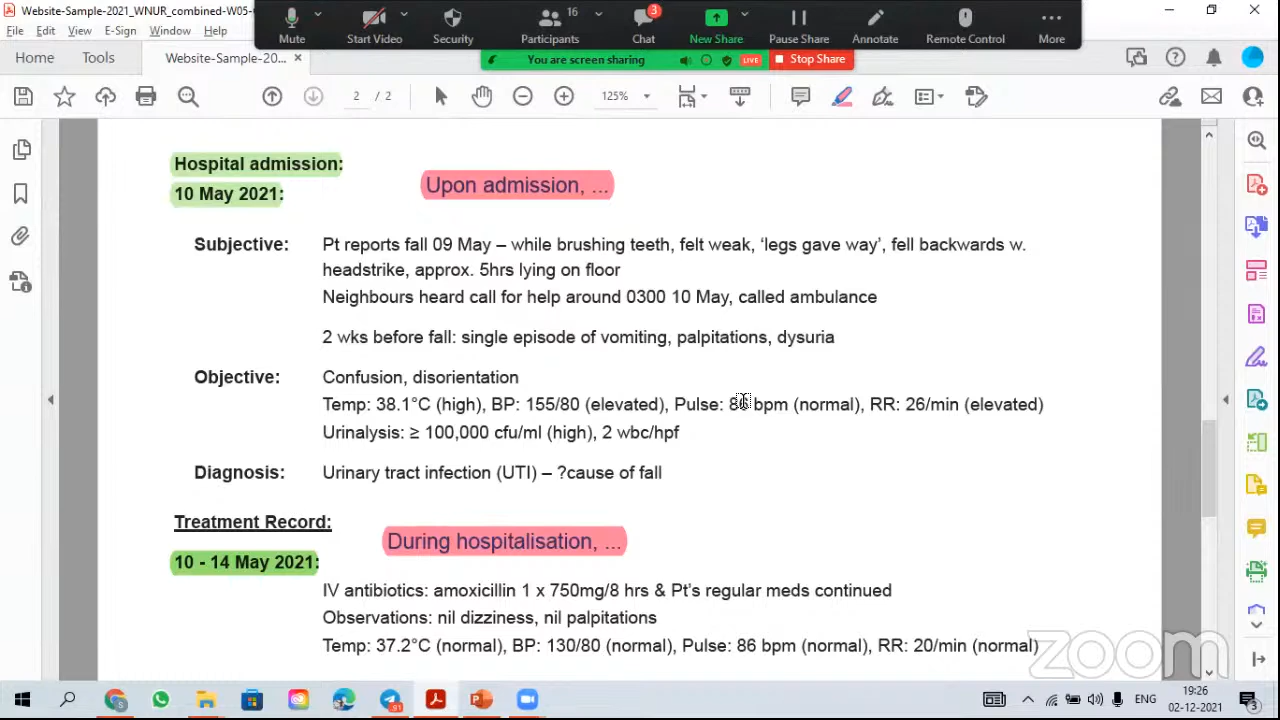 Website-Sample-2021_WNUR_combined-W05-
File Edit View E-Sign Window Help
Mute Start Video Security Participants 16 Chat 3 New Share Pause Share Annotate Remote Control More
You are screen sharing LIVE Stop Share
Home Tools Website-Sample-20...
2 / 2 125%
Hospital admission:
Upon admission, ...
10 May 2021:
Subjective: Pt reports fall 09 May – while brushing teeth, felt weak, ‘legs gave way’, fell backwards w.
headstrike, approx. 5hrs lying on floor
Neighbours heard call for help around 0300 10 May, called ambulance
2 wks before fall: single episode of vomiting, palpitations, dysuria
Objective: Confusion, disorientation
Temp: 38.1°C (high), BP: 155/80 (elevated), Pulse: bpm (normal), RR: 26/min (elevated)
Urinalysis: ≥ 100,000 cfu/ml (high), 2 wbc/hpf
Diagnosis: Urinary tract infection (UTI) – ?cause of fall
Treatment Record:
During hospitalisation, ...
10 - 14 May 2021:
IV antibiotics: amoxicillin 1 x 750mg/8 hrs & Pt’s regular meds continued
Observations: nil dizziness, nil palpitations
Temp: 37.2°C (normal), BP: 130/80 (normal), Pulse: 86 bpm (normal), RR: 20/min (normal)
zoom
ENG 19:26
02-12-2021 3